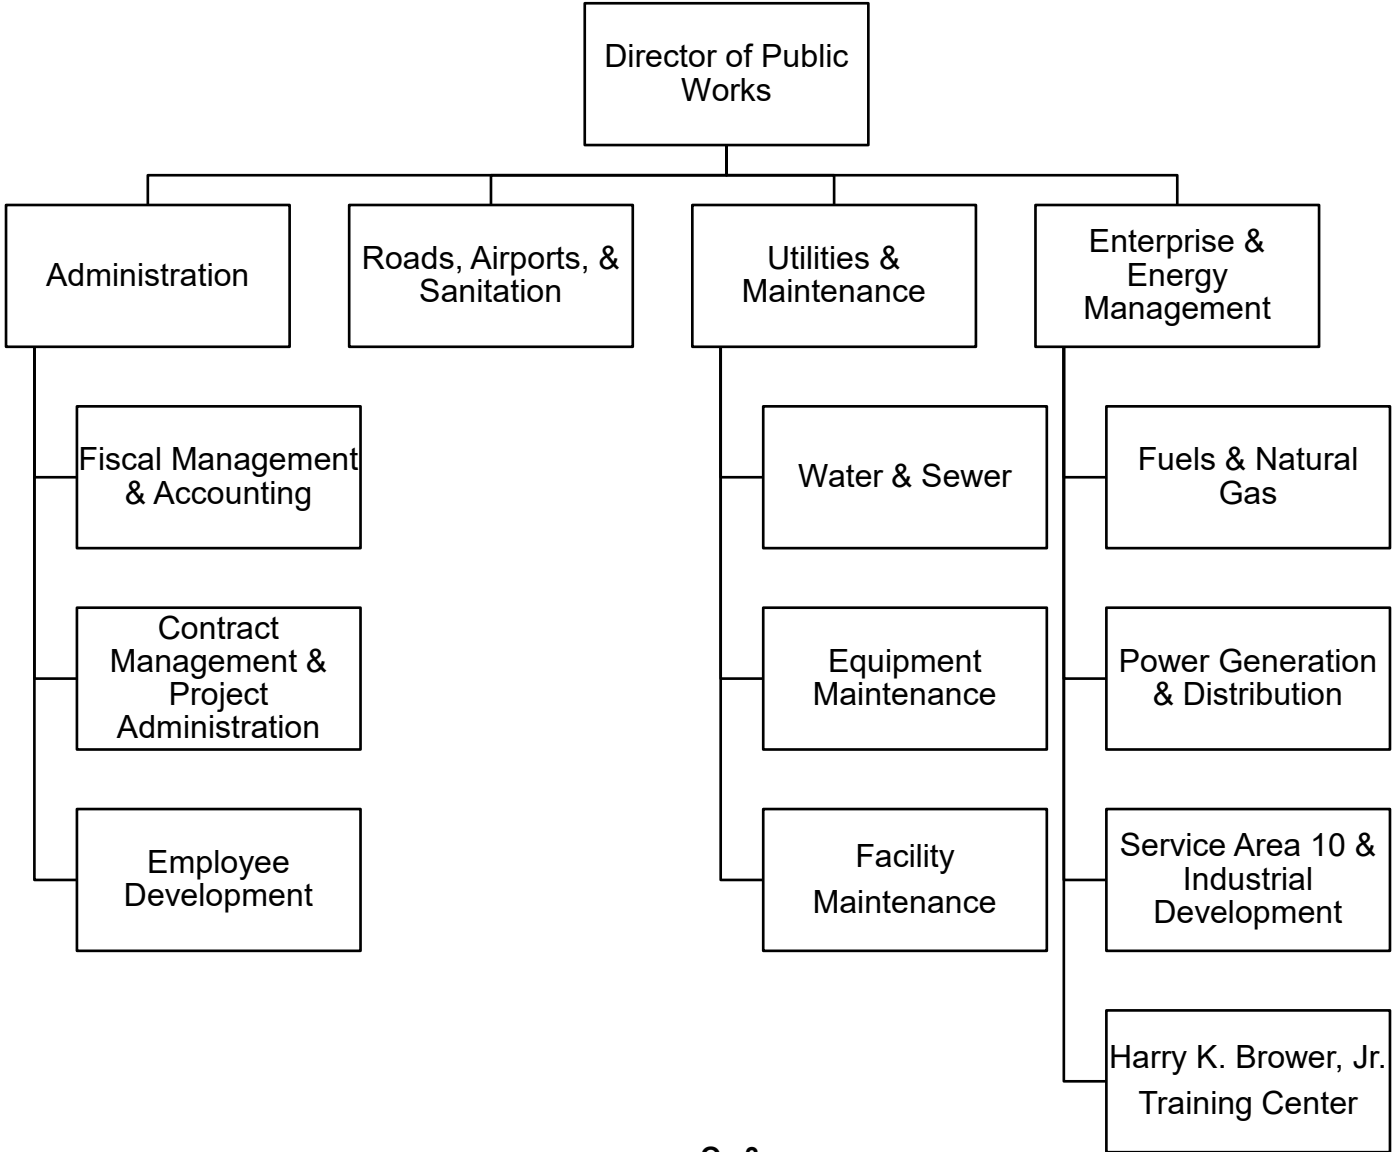 Director of Public
Works
Administration
Roads, Airports, &
Sanitation
Utilities &
Maintenance
Enterprise &
Energy
Management
Fiscal Management
& Accounting
Water & Sewer
Fuels & Natural
Gas
Contract
Management &
Project
Administration
Equipment
Maintenance
Power Generation
& Distribution
Employee
Development
Facility
Maintenance
Service Area 10 &
Industrial
Development
Harry K. Brower, Jr.
Training Center